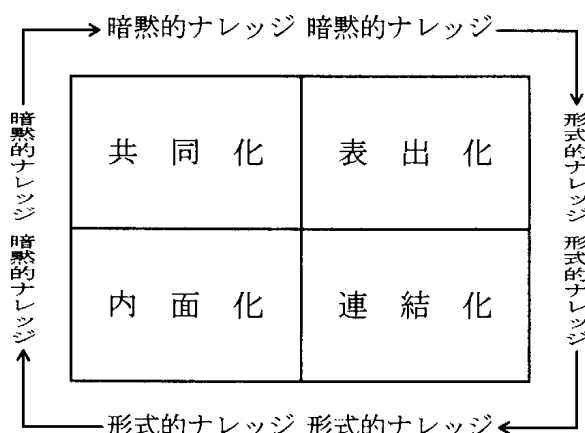 暗黙的ナレッジ 暗黙的ナレッジ
暗黙的ナレッジ
共同化 表出化
形式的ナレッジ
暗黙的ナレッジ
内面化 連結化
形式的ナレッジ
形式的ナレッジ 形式的ナレッジ